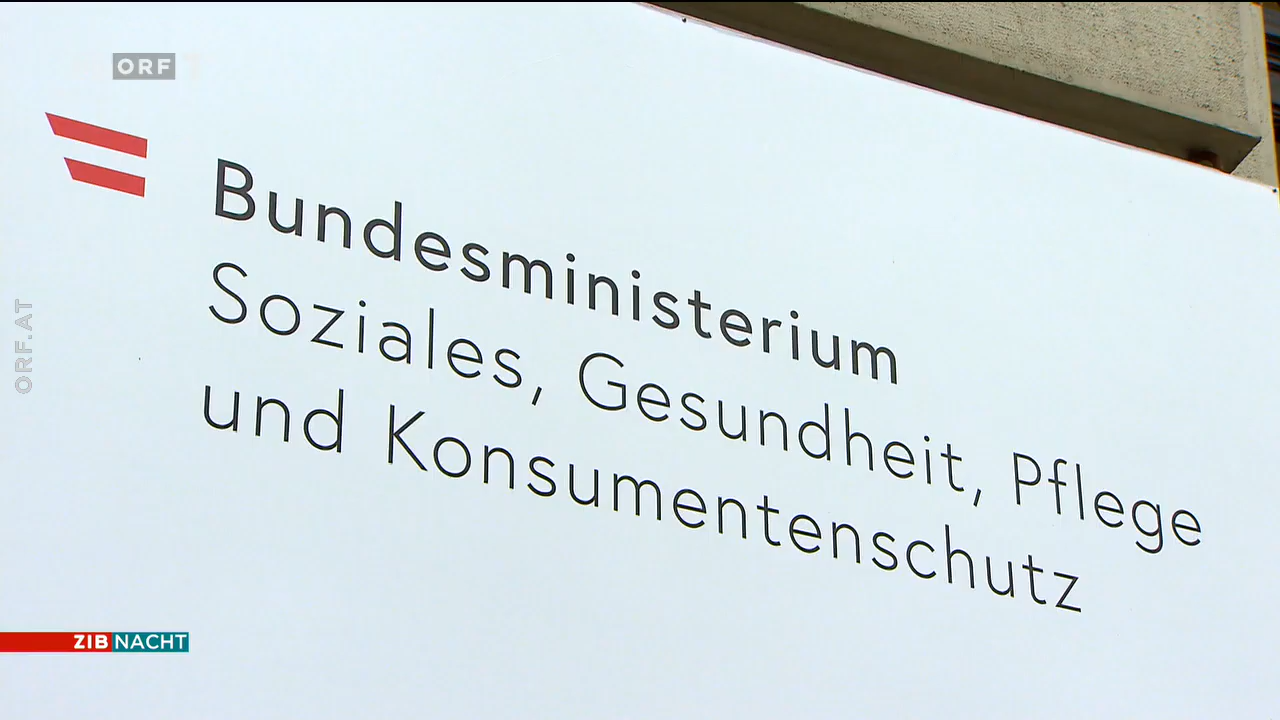 ORF
Bundesministerium
Soziales, Gesundheit, Pflege
und Konsumentenschutz
ORF.AT
ZIB NACHT